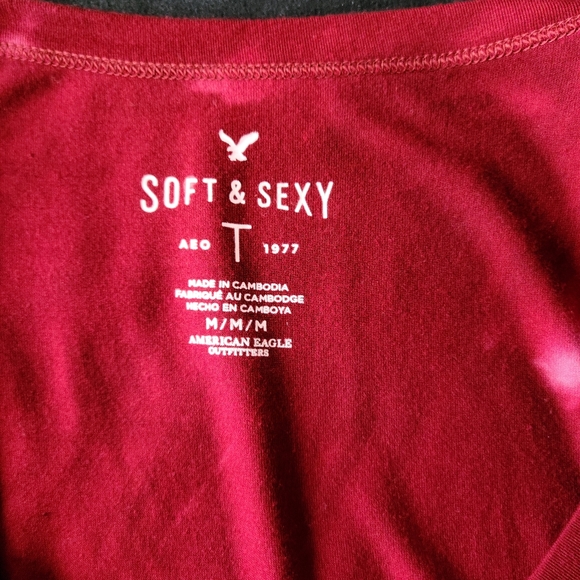 SOFT & SEXY
AEO T 1977
MADE IN CAMBODIA
FABRIQUÉ AU CAMBODGE
HECHO EN CAMBOYA
M/M/M
AMERICAN EAGLE
OUTFITTERS